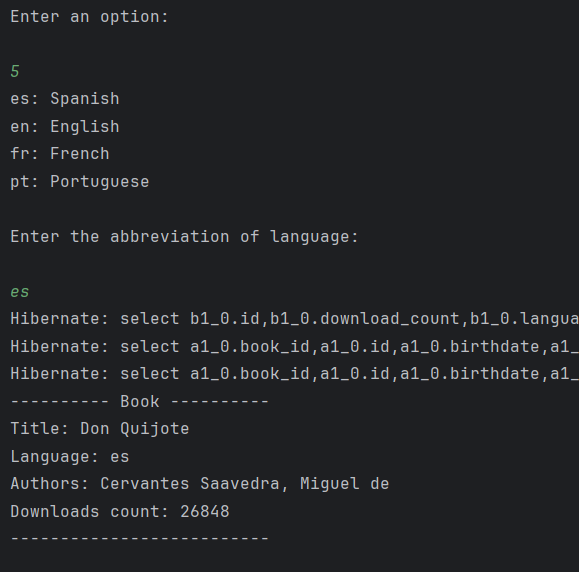 Enter an option:
5
es: Spanish
en: English
fr: French
pt: Portuguese
Enter the abbreviation of language:
es
Hibernate: select b1_0.id,b1_0.download_count,b1_0.langua
Hibernate: select a1_0.book_id,a1_0.id,a1_0.birthdate,a1_
Hibernate: select a1_0.book_id,a1_0.id,a1_0.birthdate,a1_
---------- Book ----------
Title: Don Quijote
Language: es
Authors: Cervantes Saavedra, Miguel de
Downloads count: 26848
--------------------------